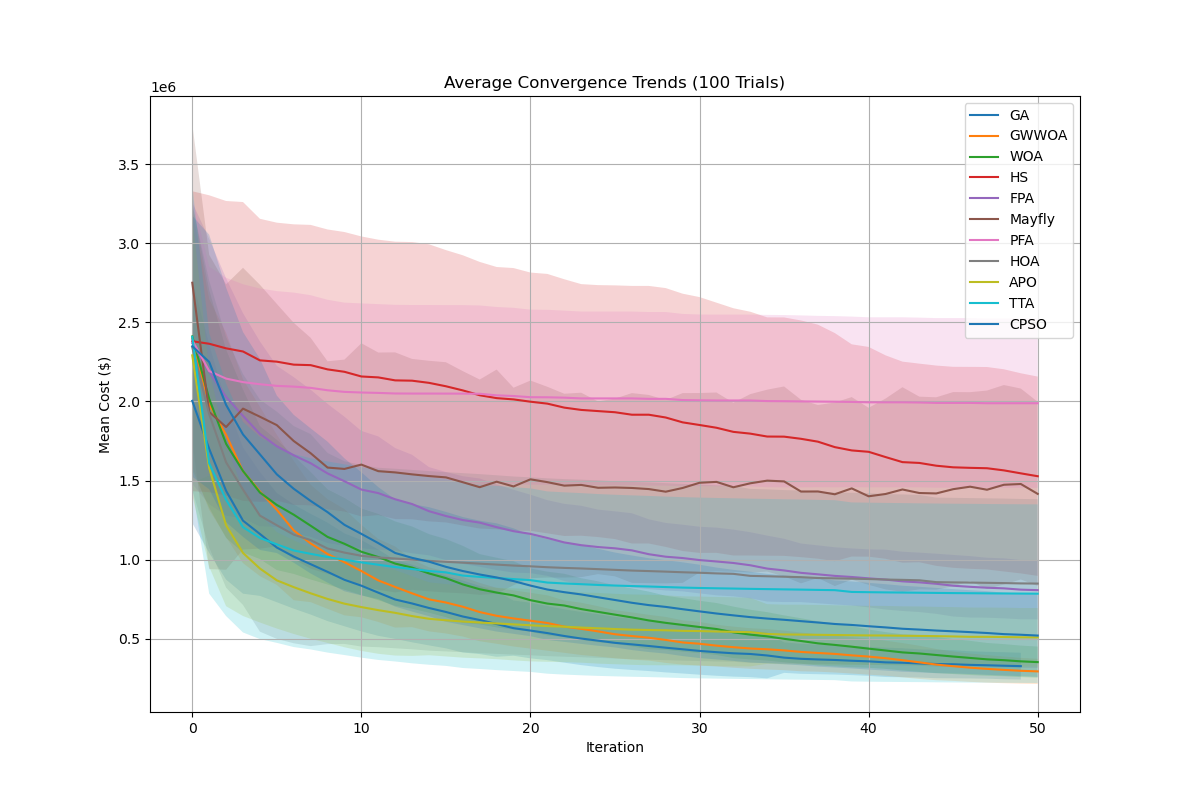 Average Convergence Trends (100 Trials)
1e6
3.5
3.0
2.5
2.0
1.5
1.0
0.5
Mean Cost ($)
0 10 20 30 40 50
Iteration
GA
GWWOA
WOA
HS
FPA
Mayfly
PFA
HOA
APO
TTA
CPSO